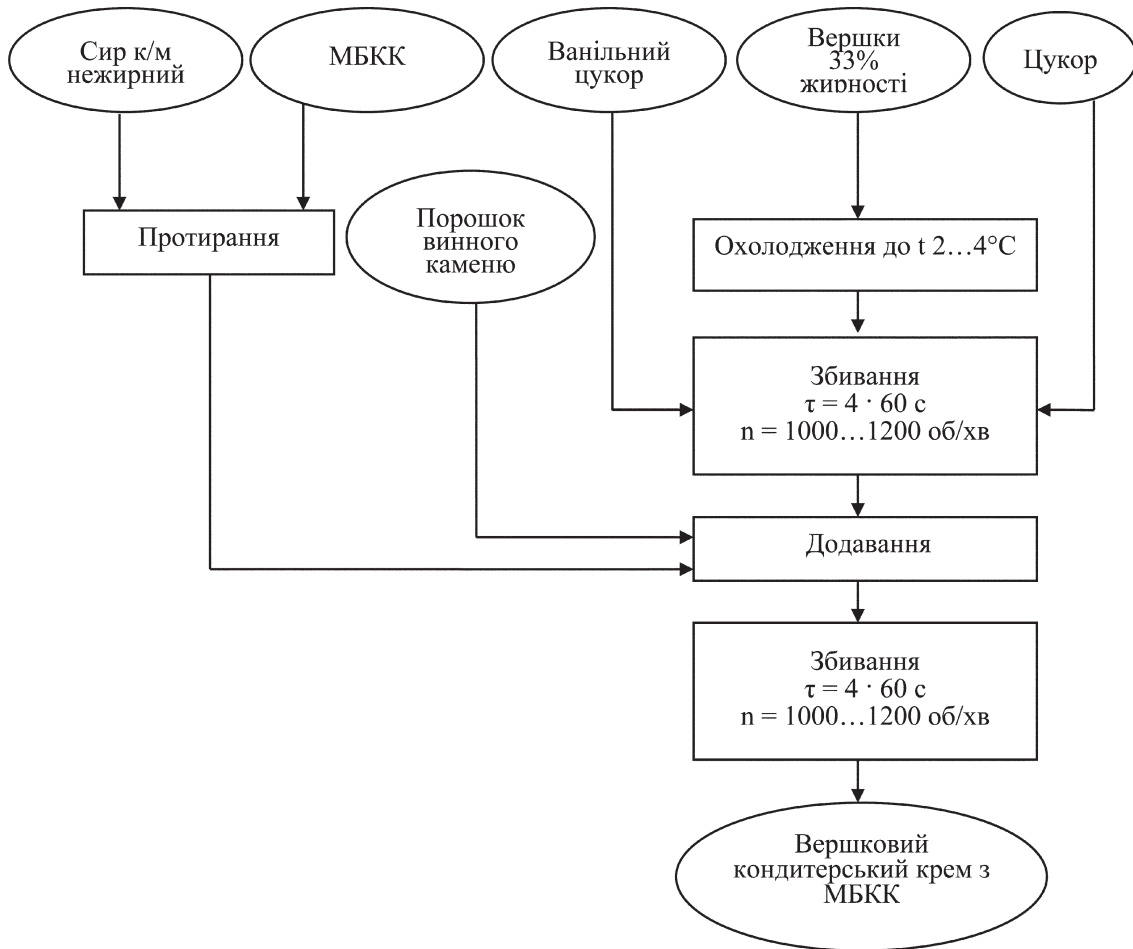 Сир к/м
нежирний
МБКК
Ванільний
цукор
Вершки
33%
жирності
Цукор
Протирання
Порошок
винного
каменю
Охолодження до t 2…4°C
Збивання
τ = 4 · 60 с
n = 1000…1200 об/хв
Додавання
Збивання
τ = 4 · 60 с
n = 1000…1200 об/хв
Вершковий
кондитерський крем з
МБКК